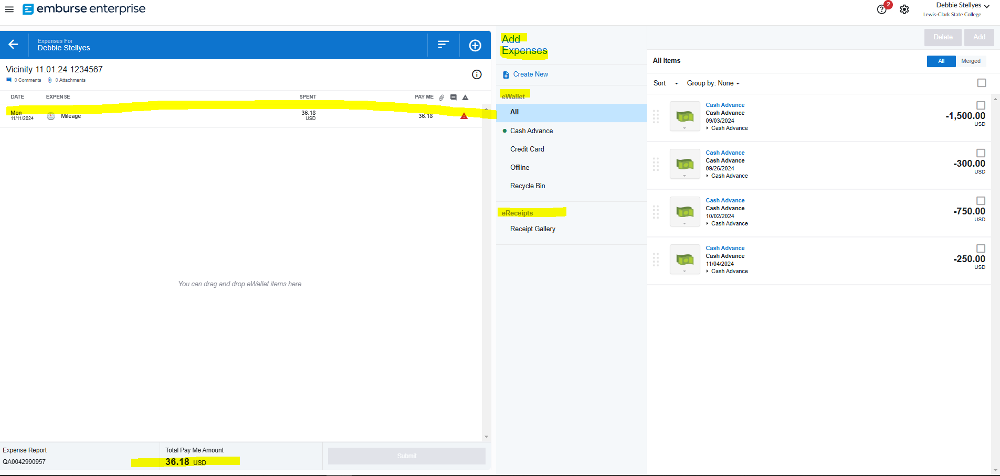 emburse enterprise
2
Debbie Stellyes
Lewis-Clark State College
Expenses For
Debbie Stellyes
Vicinity 11.01.24 1234567
0 Comments 0 Attachments
DATE EXPENSE SPENT PAY ME
Mon
11/11/2024
Mileage
36.18
USD
36.18
You can drag and drop eWallet items here
Expense Report
QA0042990957
Total Pay Me Amount
36.18 USD
Submit
Add
Expenses
Create New
eWallet
All
Cash Advance
Credit Card
Offline
Recycle Bin
eReceipts
Receipt Gallery
Delete Add
All Items
All Merged
Sort Group by: None
Cash Advance
Cash Advance
09/03/2024
Cash Advance
-1,500.00
USD
Cash Advance
Cash Advance
09/26/2024
Cash Advance
-300.00
USD
Cash Advance
Cash Advance
10/02/2024
Cash Advance
-750.00
USD
Cash Advance
Cash Advance
11/04/2024
Cash Advance
-250.00
USD